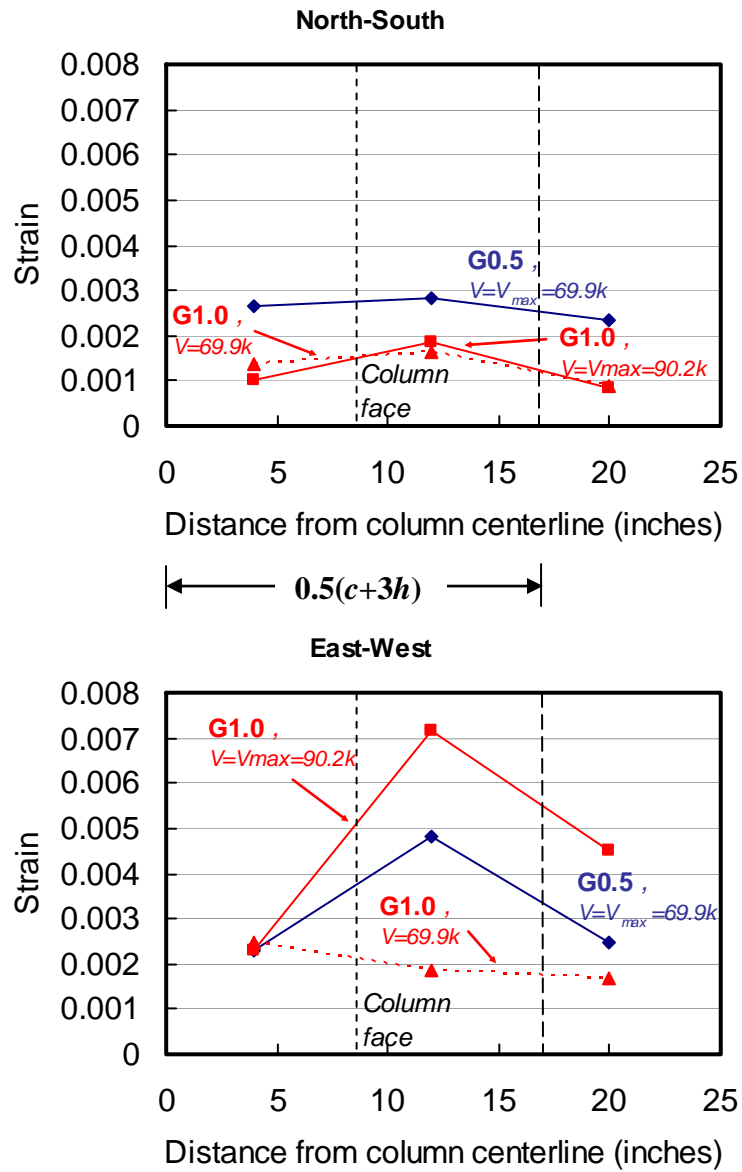 North-South
0.008
0.007
0.006
0.005
0.004
0.003
0.002
0.001
0
Strain
G0.5 ,
V=Vmax=69.9k
G1.0 ,
V=69.9k
G1.0 ,
V=Vmax=90.2k
Column
face
0 5 10 15 20 25
Distance from column centerline (inches)
0.5(c+3h)
East-West
0.008
0.007
0.006
0.005
0.004
0.003
0.002
0.001
0
Strain
G1.0 ,
V=Vmax=90.2k
G0.5 ,
V=Vmax=69.9k
G1.0 ,
V=69.9k
Column
face
0 5 10 15 20 25
Distance from column centerline (inches)